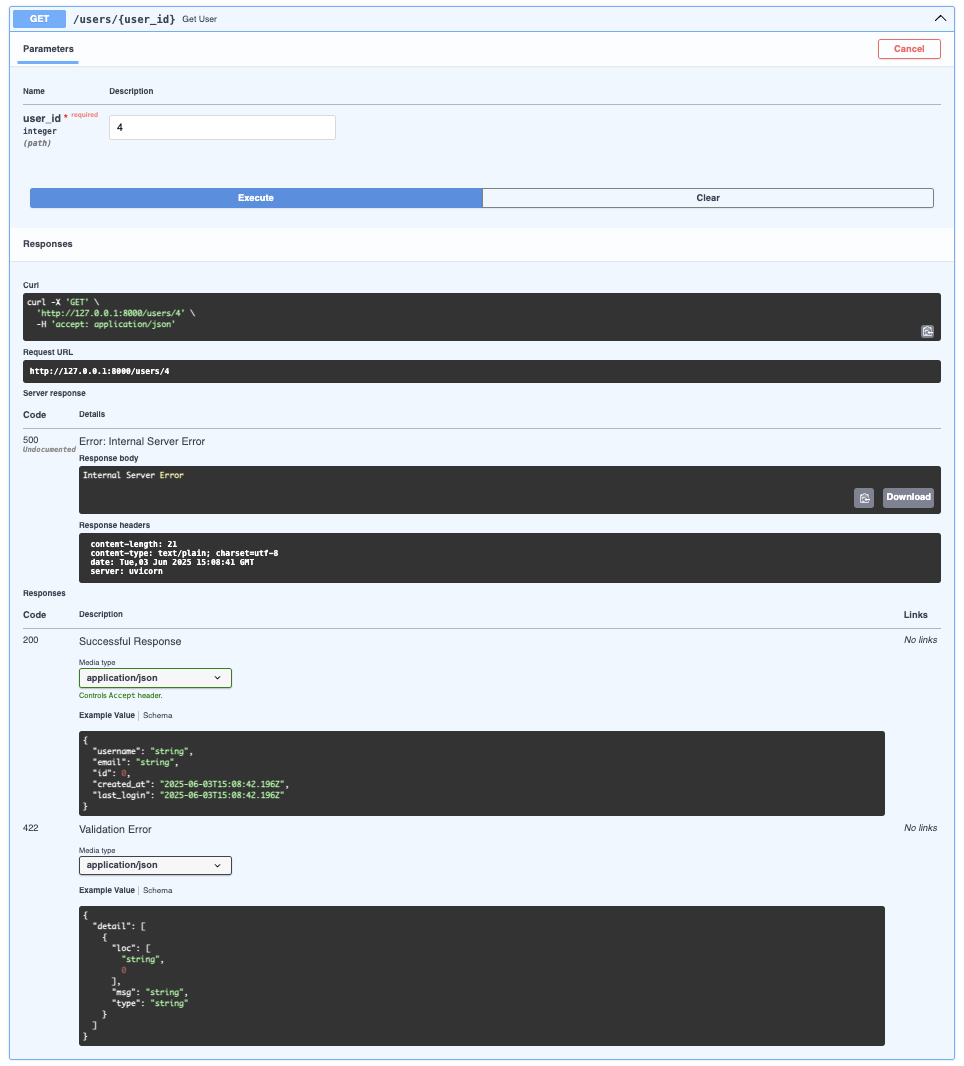 GET /users/{user_id} Get User
Parameters
Cancel
Name Description
user_id * required
integer
(path)
4
Execute
Clear
Responses
Curl
curl -X 'GET' \
  'http://127.0.0.1:8000/users/4' \
  -H 'accept: application/json'
Request URL
http://127.0.0.1:8000/users/4
Server response
Code Details
500
Undocumented
Error: Internal Server Error
Response body
Internal Server Error
Download
Response headers
content-length: 21
content-type: text/plain; charset=utf-8
date: Tue,03 Jun 2025 15:08:41 GMT
server: uvicorn
Responses
Code Description Links
200 Successful Response No links
Media type
application/json
Controls Accept header.
Example Value | Schema
{
  "username": "string",
  "email": "string",
  "id": 0,
  "created_at": "2025-06-03T15:08:42.196Z",
  "last_login": "2025-06-03T15:08:42.196Z"
}
422 Validation Error No links
Media type
application/json
Example Value | Schema
{
  "detail": [
    {
      "loc": [
        "string",
        0
      ],
      "msg": "string",
      "type": "string"
    }
  ]
}